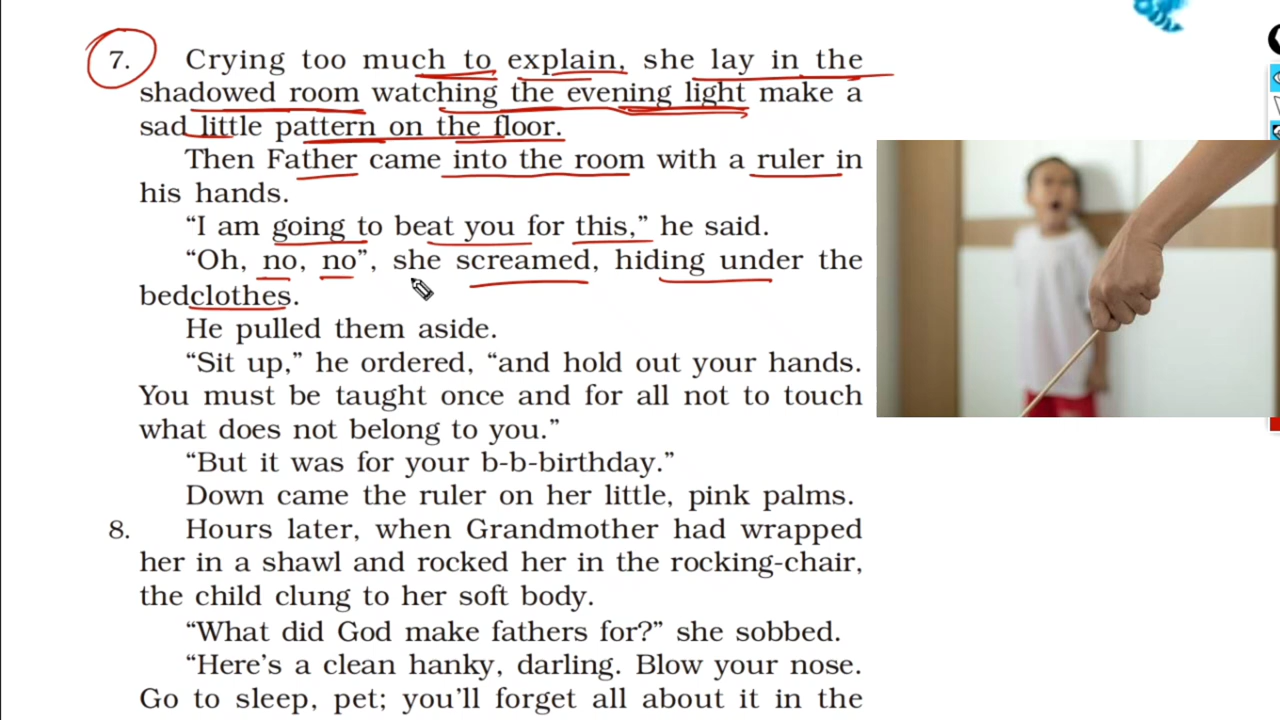 7. Crying too much to explain, she lay in the
shadowed room watching the evening light make a
sad little pattern on the floor.
Then Father came into the room with a ruler in
his hands.
“I am going to beat you for this,” he said.
“Oh, no, no”, she screamed, hiding under the
bedclothes.
He pulled them aside.
“Sit up,” he ordered, “and hold out your hands.
You must be taught once and for all not to touch
what does not belong to you.”
“But it was for your b-b-birthday.”
Down came the ruler on her little, pink palms.
8. Hours later, when Grandmother had wrapped
her in a shawl and rocked her in the rocking-chair,
the child clung to her soft body.
“What did God make fathers for?” she sobbed.
“Here’s a clean hanky, darling. Blow your nose.
Go to sleep, pet; you’ll forget all about it in the